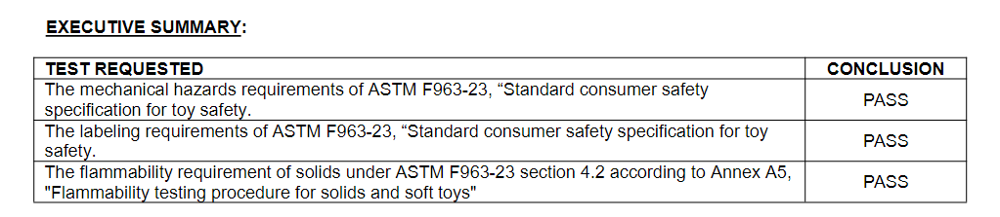 EXECUTIVE SUMMARY:
TEST REQUESTED CONCLUSION
The mechanical hazards requirements of ASTM F963-23, “Standard consumer safety
specification for toy safety.
PASS
The labeling requirements of ASTM F963-23, “Standard consumer safety specification for toy
safety.
PASS
The flammability requirement of solids under ASTM F963-23 section 4.2 according to Annex A5,
"Flammability testing procedure for solids and soft toys"
PASS